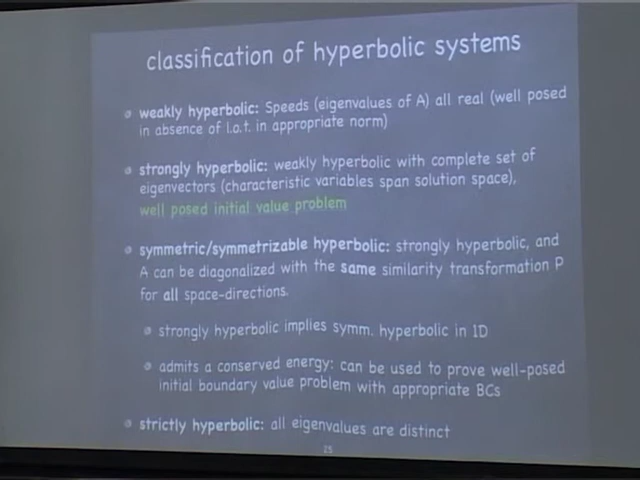 classification of hyperbolic systems
weakly hyperbolic: Speeds (eigenvalues of A) all real (well posed
in absence of l.o.t. in appropriate norm)
strongly hyperbolic: weakly hyperbolic with complete set of
eigenvectors (characteristic variables span solution space),
well posed initial value problem
symmetric/symmetrizable hyperbolic: strongly hyperbolic, and
A can be diagonalized with the same similarity transformation P
for all space-directions.
strongly hyperbolic implies symm. hyperbolic in 1D
admits a conserved energy: can be used to prove well-posed
initial boundary value problem with appropriate BCs
strictly hyperbolic: all eigenvalues are distinct